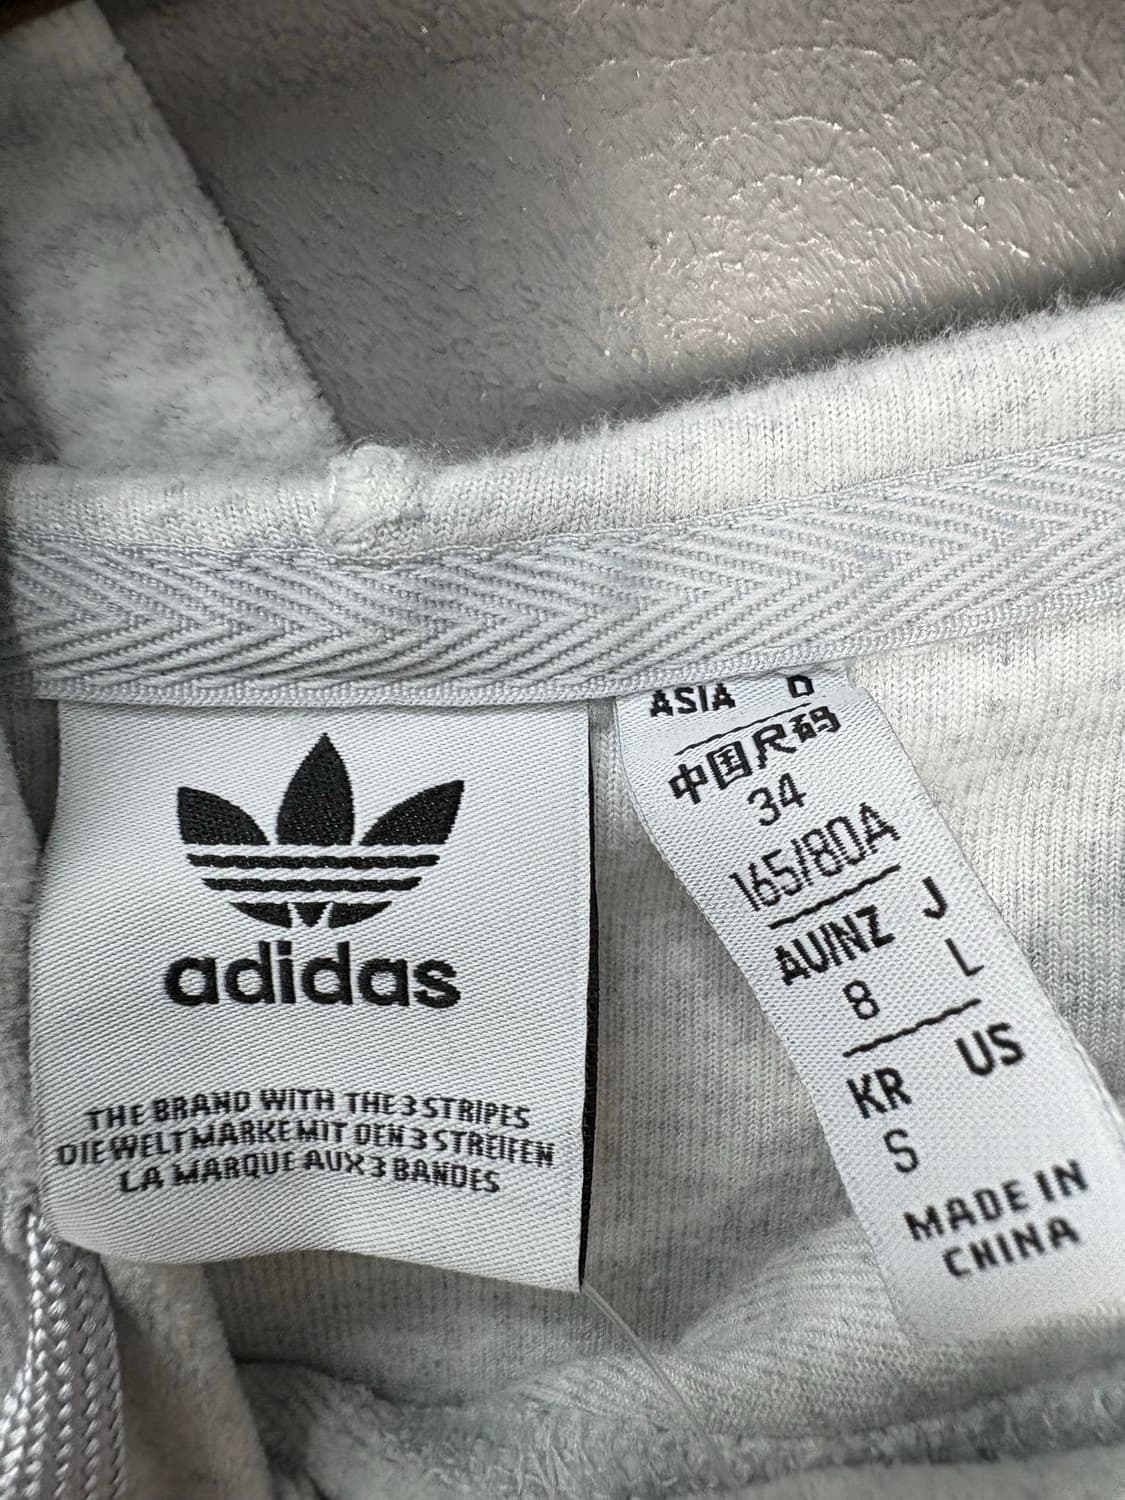 adidas
THE BRAND WITH THE 3 STRIPES
DIE WELTMARKE MIT DEN 3 STREIFEN
LA MARQUE AUX 3 BANDES
ASIA
中国尺码
34
165/80A
AU/NZ J
8 L
KR US
S
MADE IN
CHINA